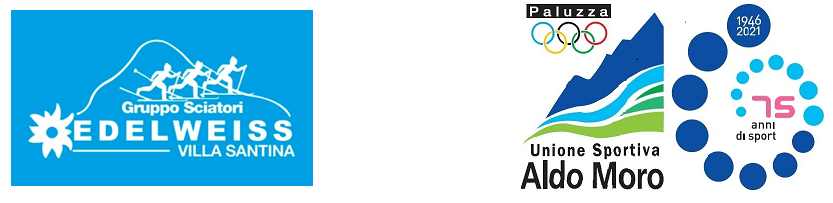 Gruppo Sciatori
EDELWEISS
VILLA SANTINA
Paluzza
Unione Sportiva
Aldo Moro
1946
2021
75
anni
di sport